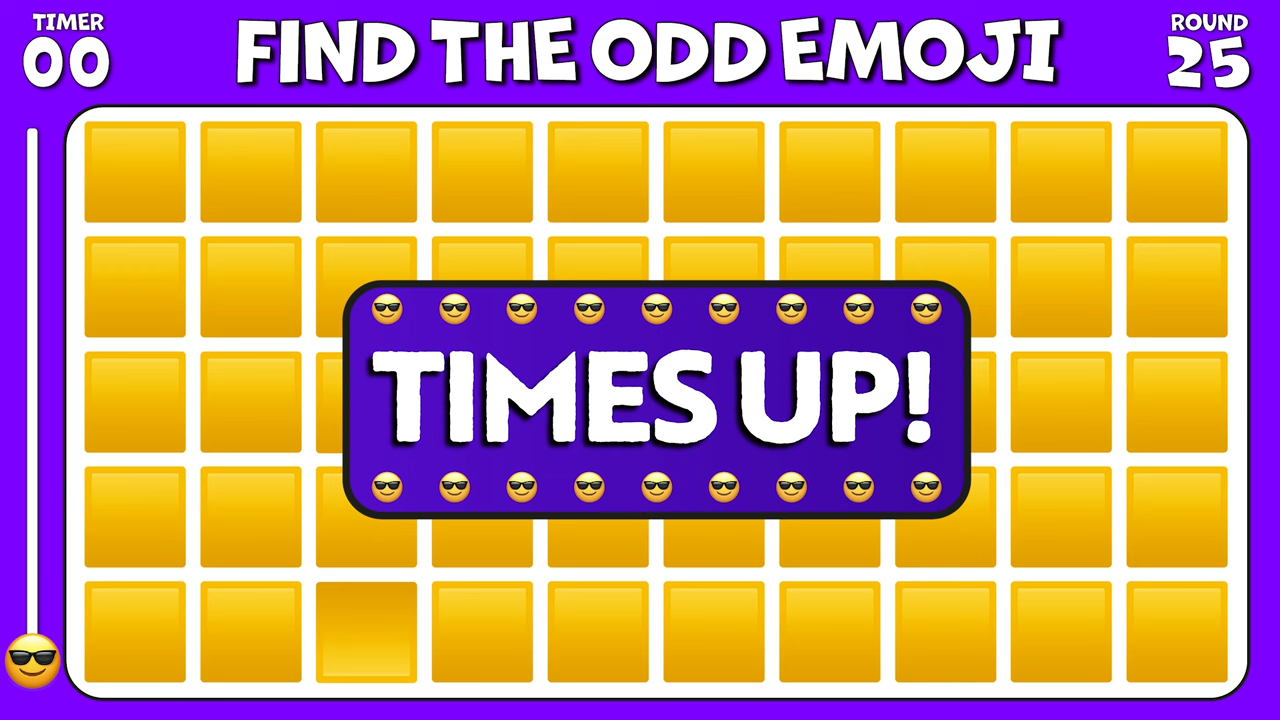 TIMER
00
FIND THE ODD EMOJI
ROUND
25
TIMES UP!